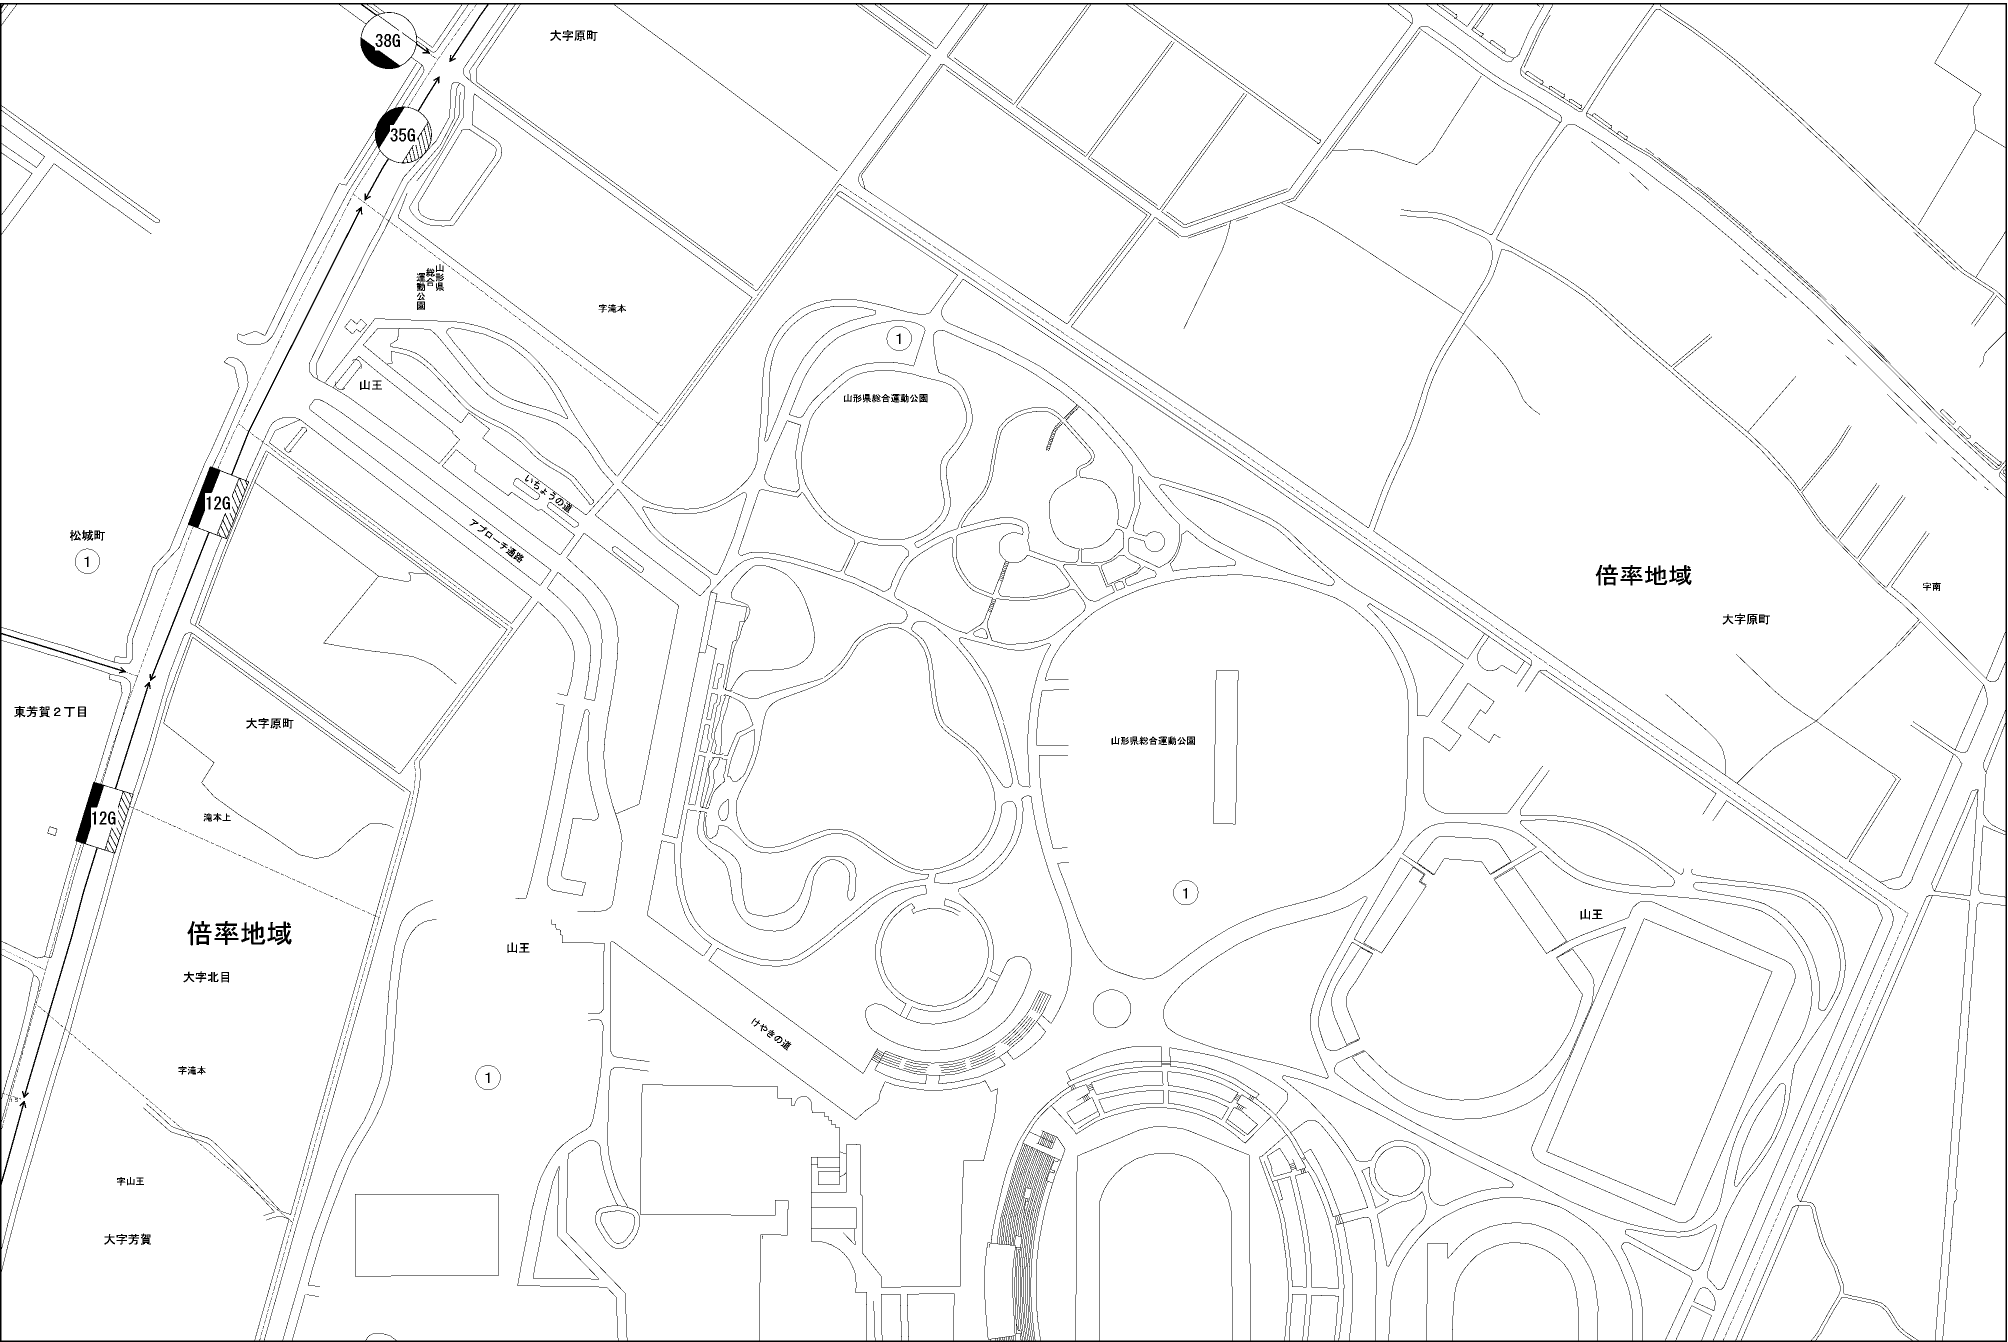 38G
大字原町
35G
山形県
総合
運動公園
字滝本
1
山王
山形県総合運動公園
12G
いちょうの道
アプローチ通路
松城町
1
倍率地域
字南
大字原町
東芳賀2丁目
大字原町
山形県総合運動公園
12G
滝本上
1
山王
倍率地域
山王
大字北目
けやきの道
字滝本
1
字山王
大字芳賀